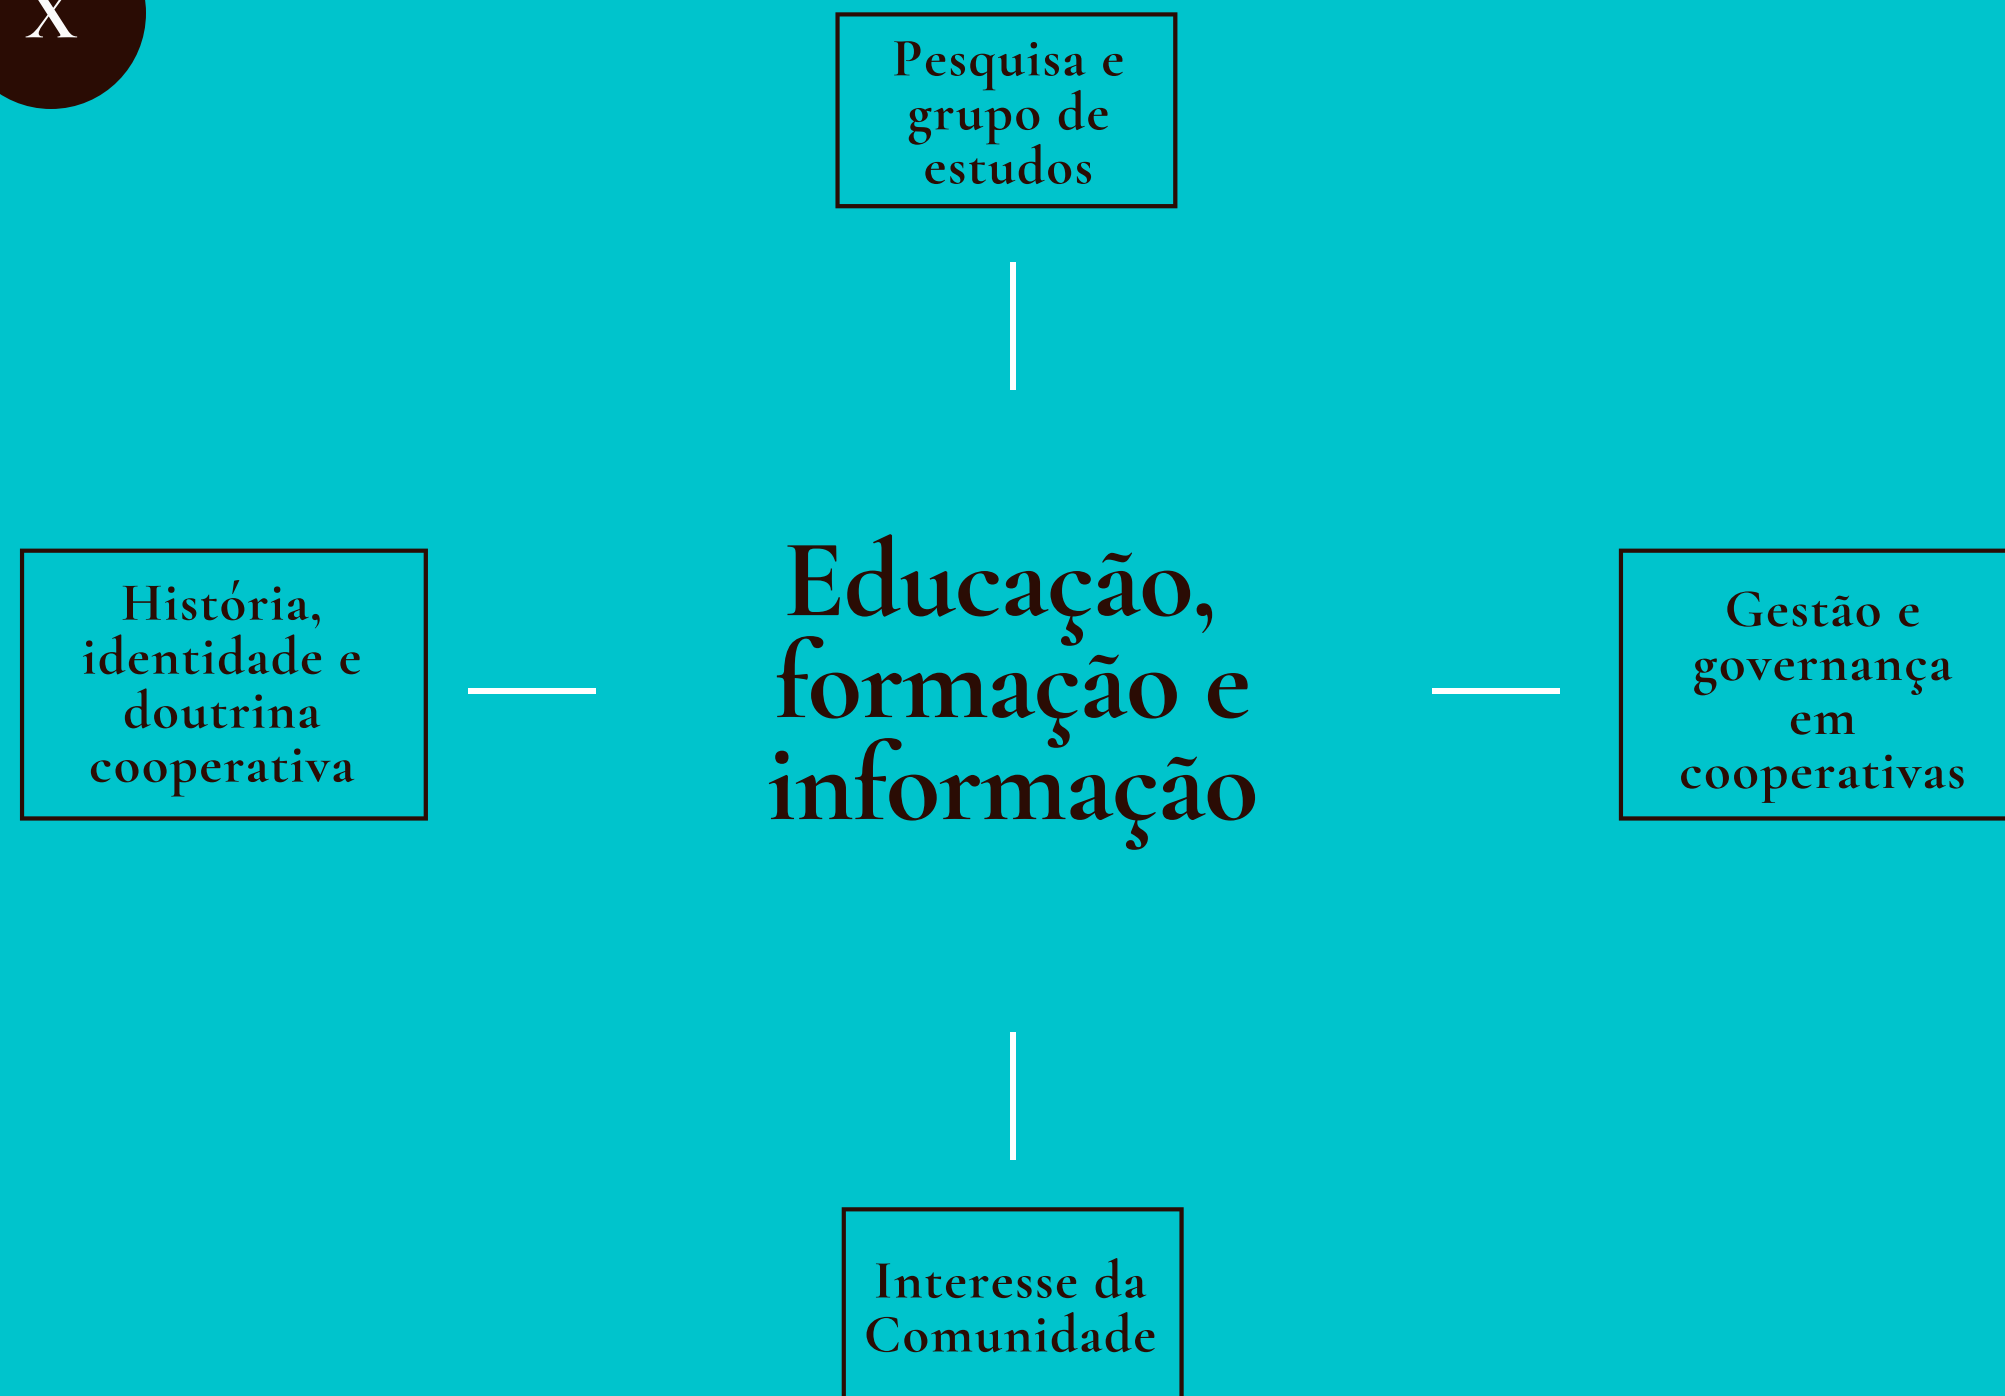 X
Pesquisa e
grupo de
estudos
História,
identidade e
doutrina
cooperativa
Educação,
formação e
informação
Gestão e
governança
em
cooperativas
Interesse da
Comunidade